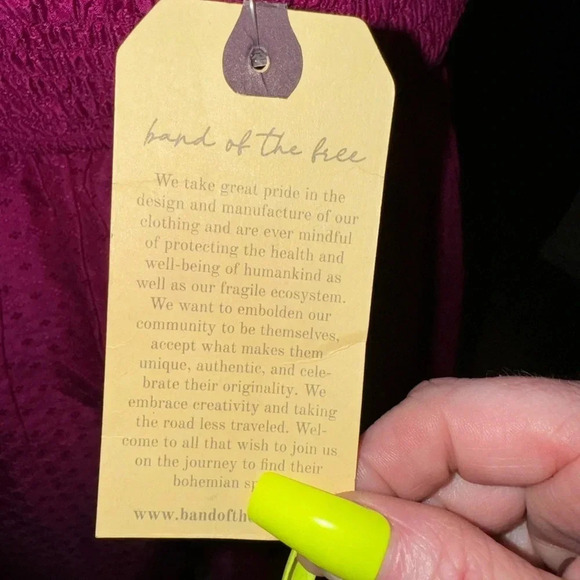 band of the free
We take great pride in the
design and manufacture of our
clothing and are ever mindful
of protecting the health and
well-being of humankind as
well as our fragile ecosystem.
We want to embolden our
community to be themselves,
accept what makes them
unique, authentic, and cele-
brate their originality. We
embrace creativity and taking
the road less traveled. Wel-
come to all that wish to join us
on the journey to find their
bohemian
www.bandofth